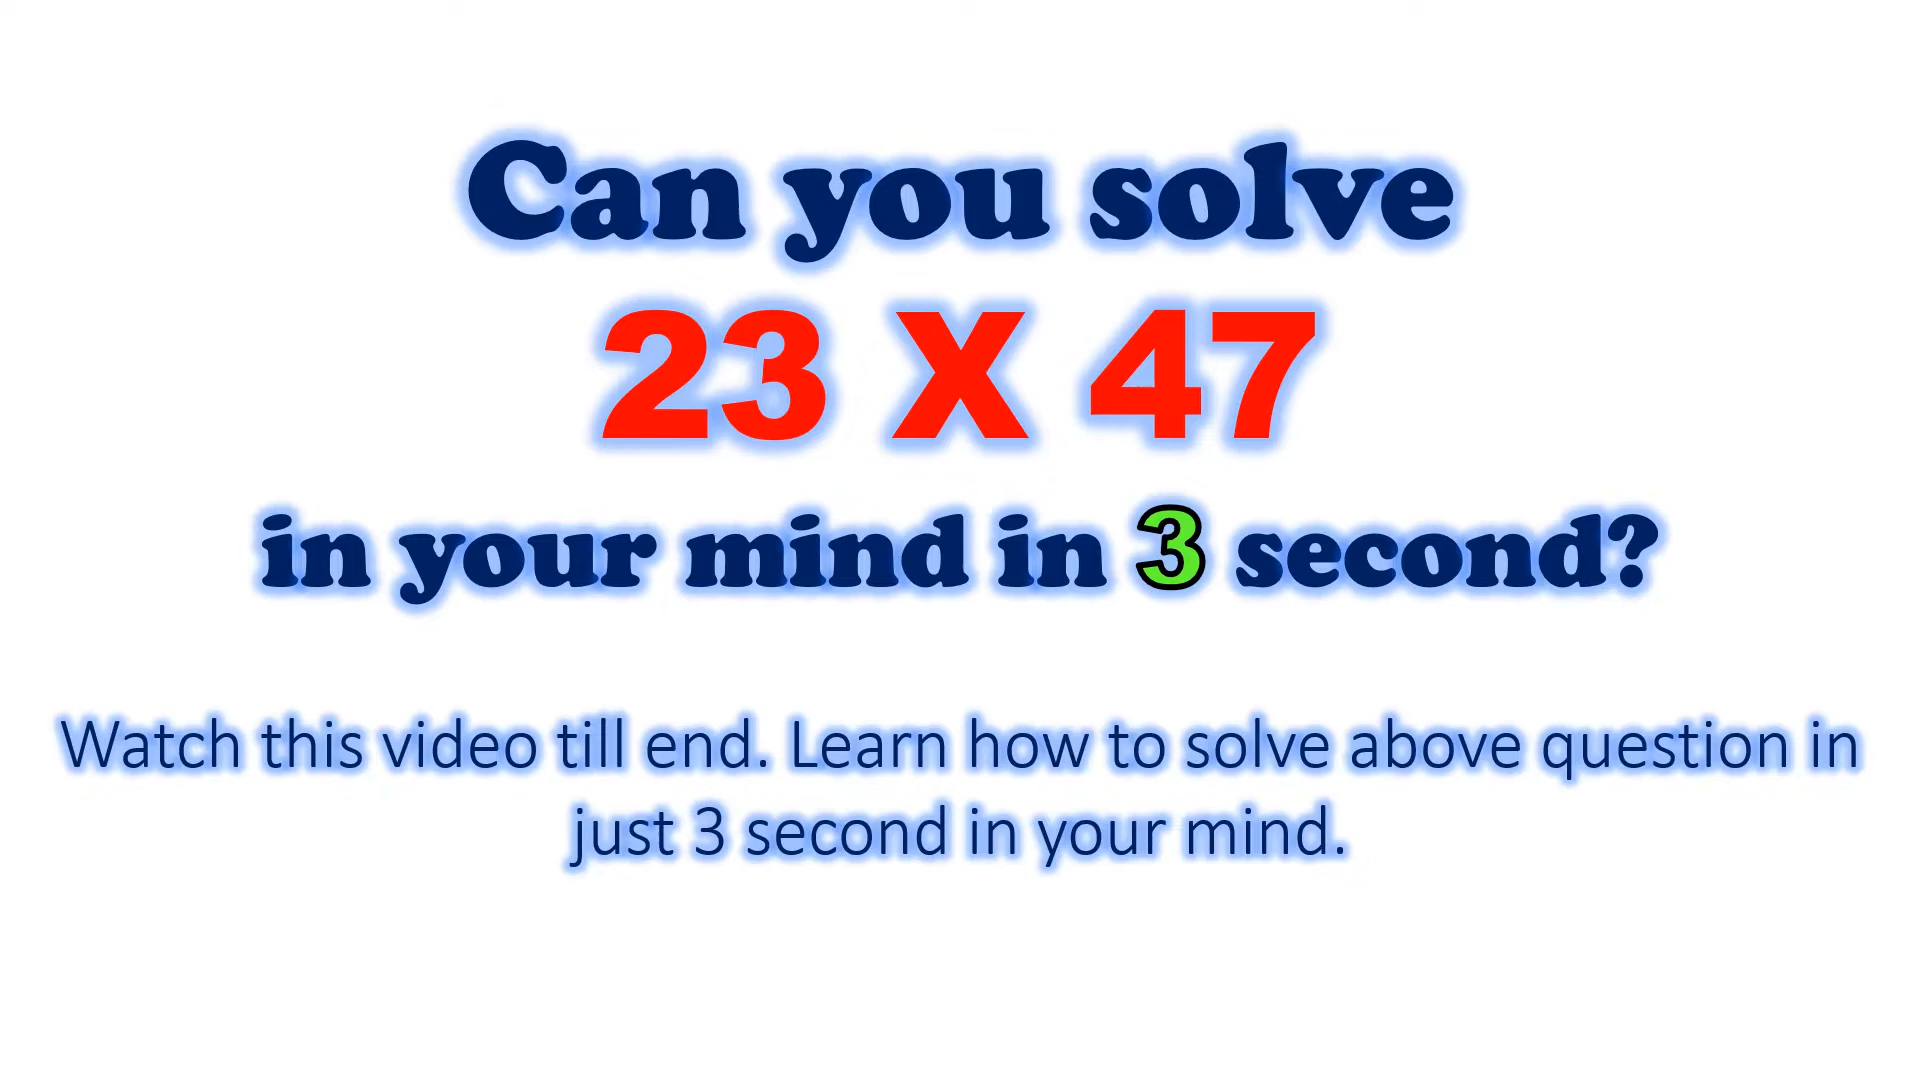 Can you solve
23 X 47
in your mind in 3 second?
Watch this video till end. Learn how to solve above question in
just 3 second in your mind.